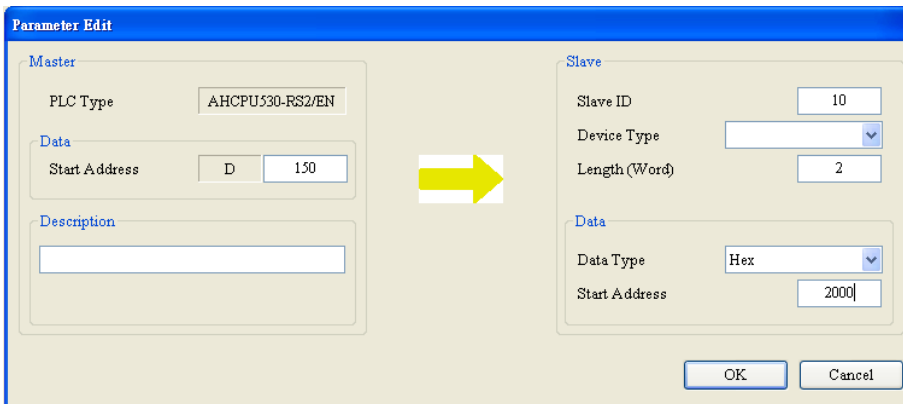 Parameter Edit
Master
PLC Type AHCPU530-RS2/EN
Data
Start Address D 150
Description
Slave
Slave ID 10
Device Type
Length (Word) 2
Data
Data Type Hex
Start Address 2000
OK Cancel